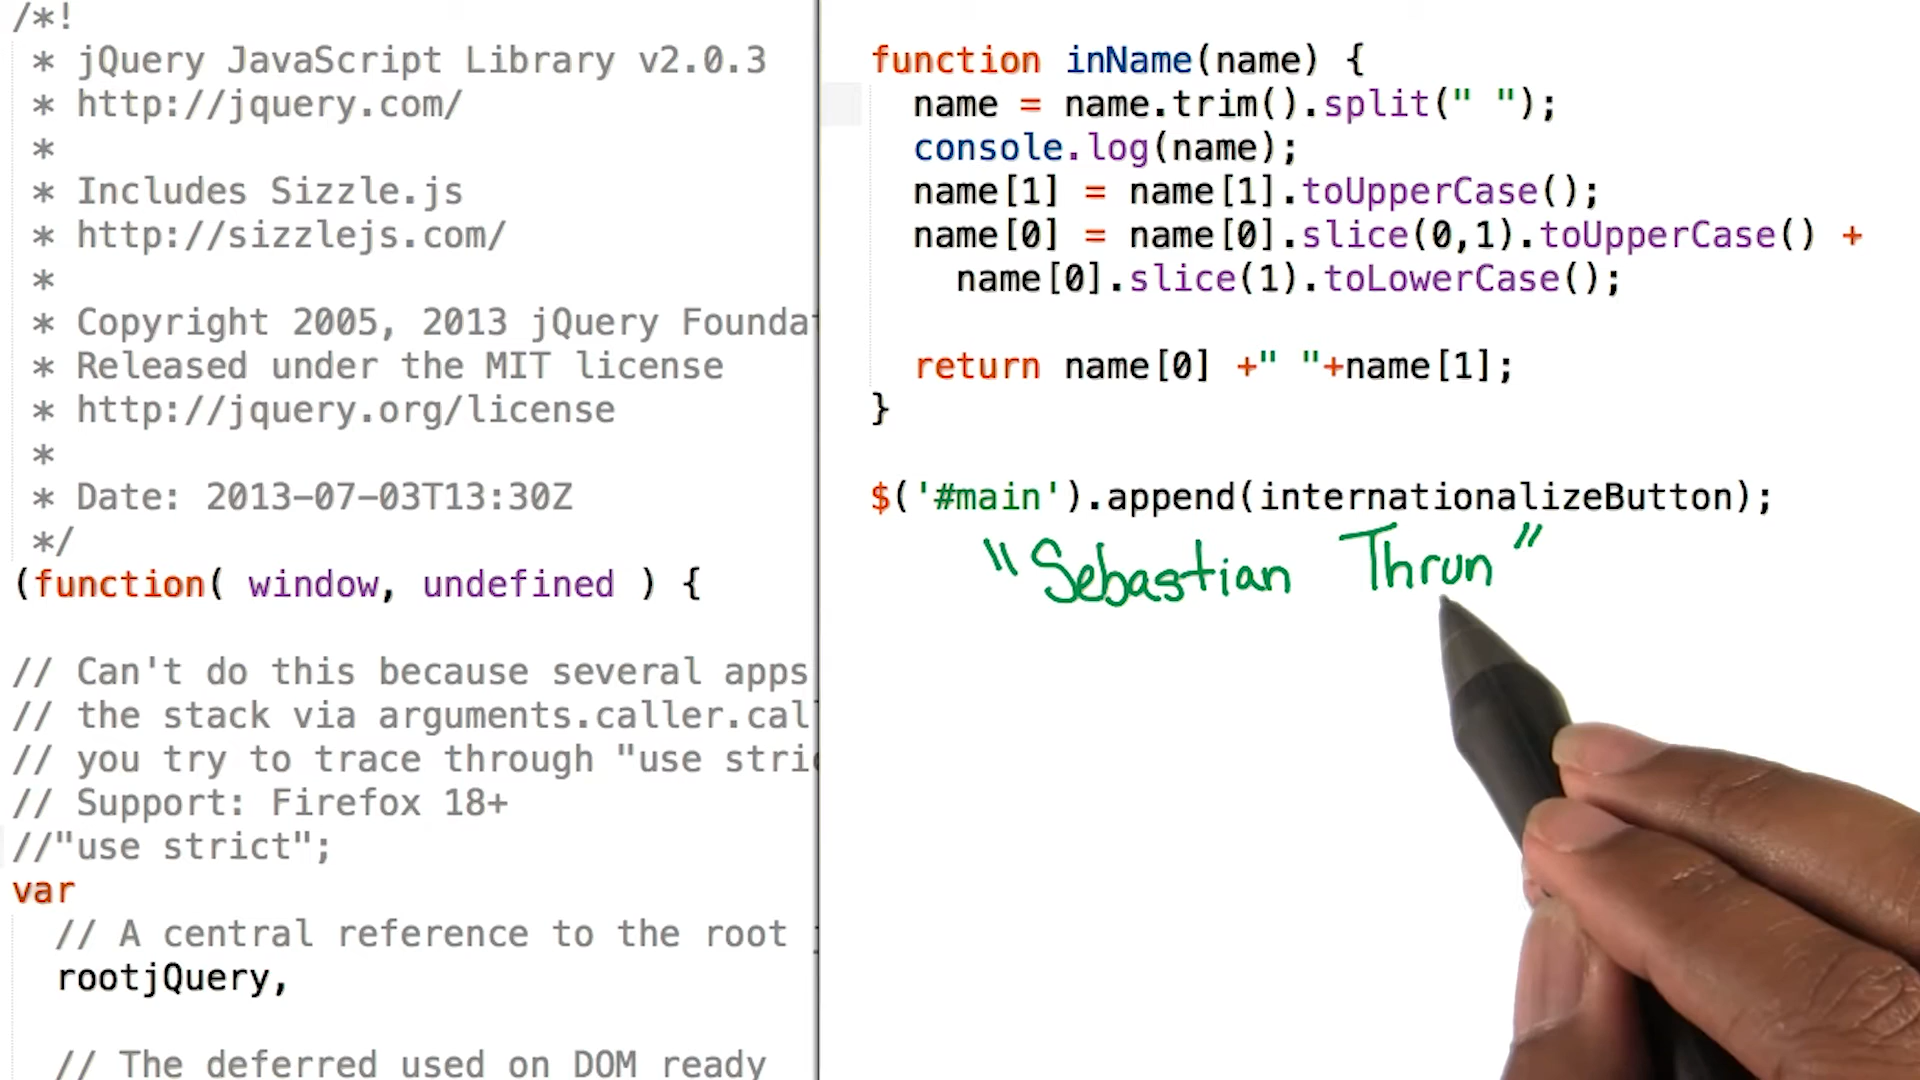 /*!
* jQuery JavaScript Library v2.0.3
* http://jquery.com/
*
* Includes Sizzle.js
* http://sizzlejs.com/
*
* Copyright 2005, 2013 jQuery
* Released under the MIT license
* http://jquery.org/license
*
* Date: 2013-07-03T13:30Z
*/
(function( window, undefined ) {
// Can't do this because several apps
// the stack via arguments.caller.cal
// you try to trace through "use stri
// Support: Firefox 18+
//"use strict";
var
// A central reference to the root
rootjQuery,
// The deferred used on DOM ready
function inName(name) {
name = name.trim().split(" ");
console.log(name);
name[1] = name[1].toUpperCase();
name[0] = name[0].slice(0,1).toUpperCase() +
name[0].slice(1).toLowerCase();
return name[0] +" "+name[1];
}
$('#main').append(internationalizeButton);
"Sebastian Thrun"